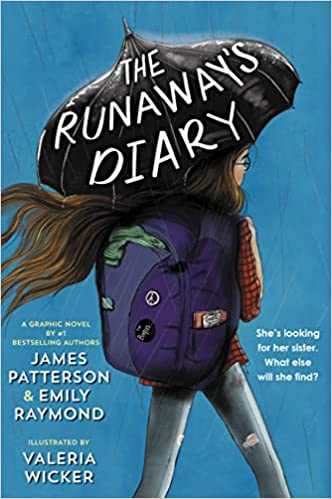 THE
RUNAWAY'S
DIARY
A GRAPHIC NOVEL
BY #1
BESTSELLING AUTHORS
JAMES
PATTERSON
& EMILY
RAYMOND
ILLUSTRATED BY
VALERIA
WICKER
She's looking
for her sister.
What else
will she find?